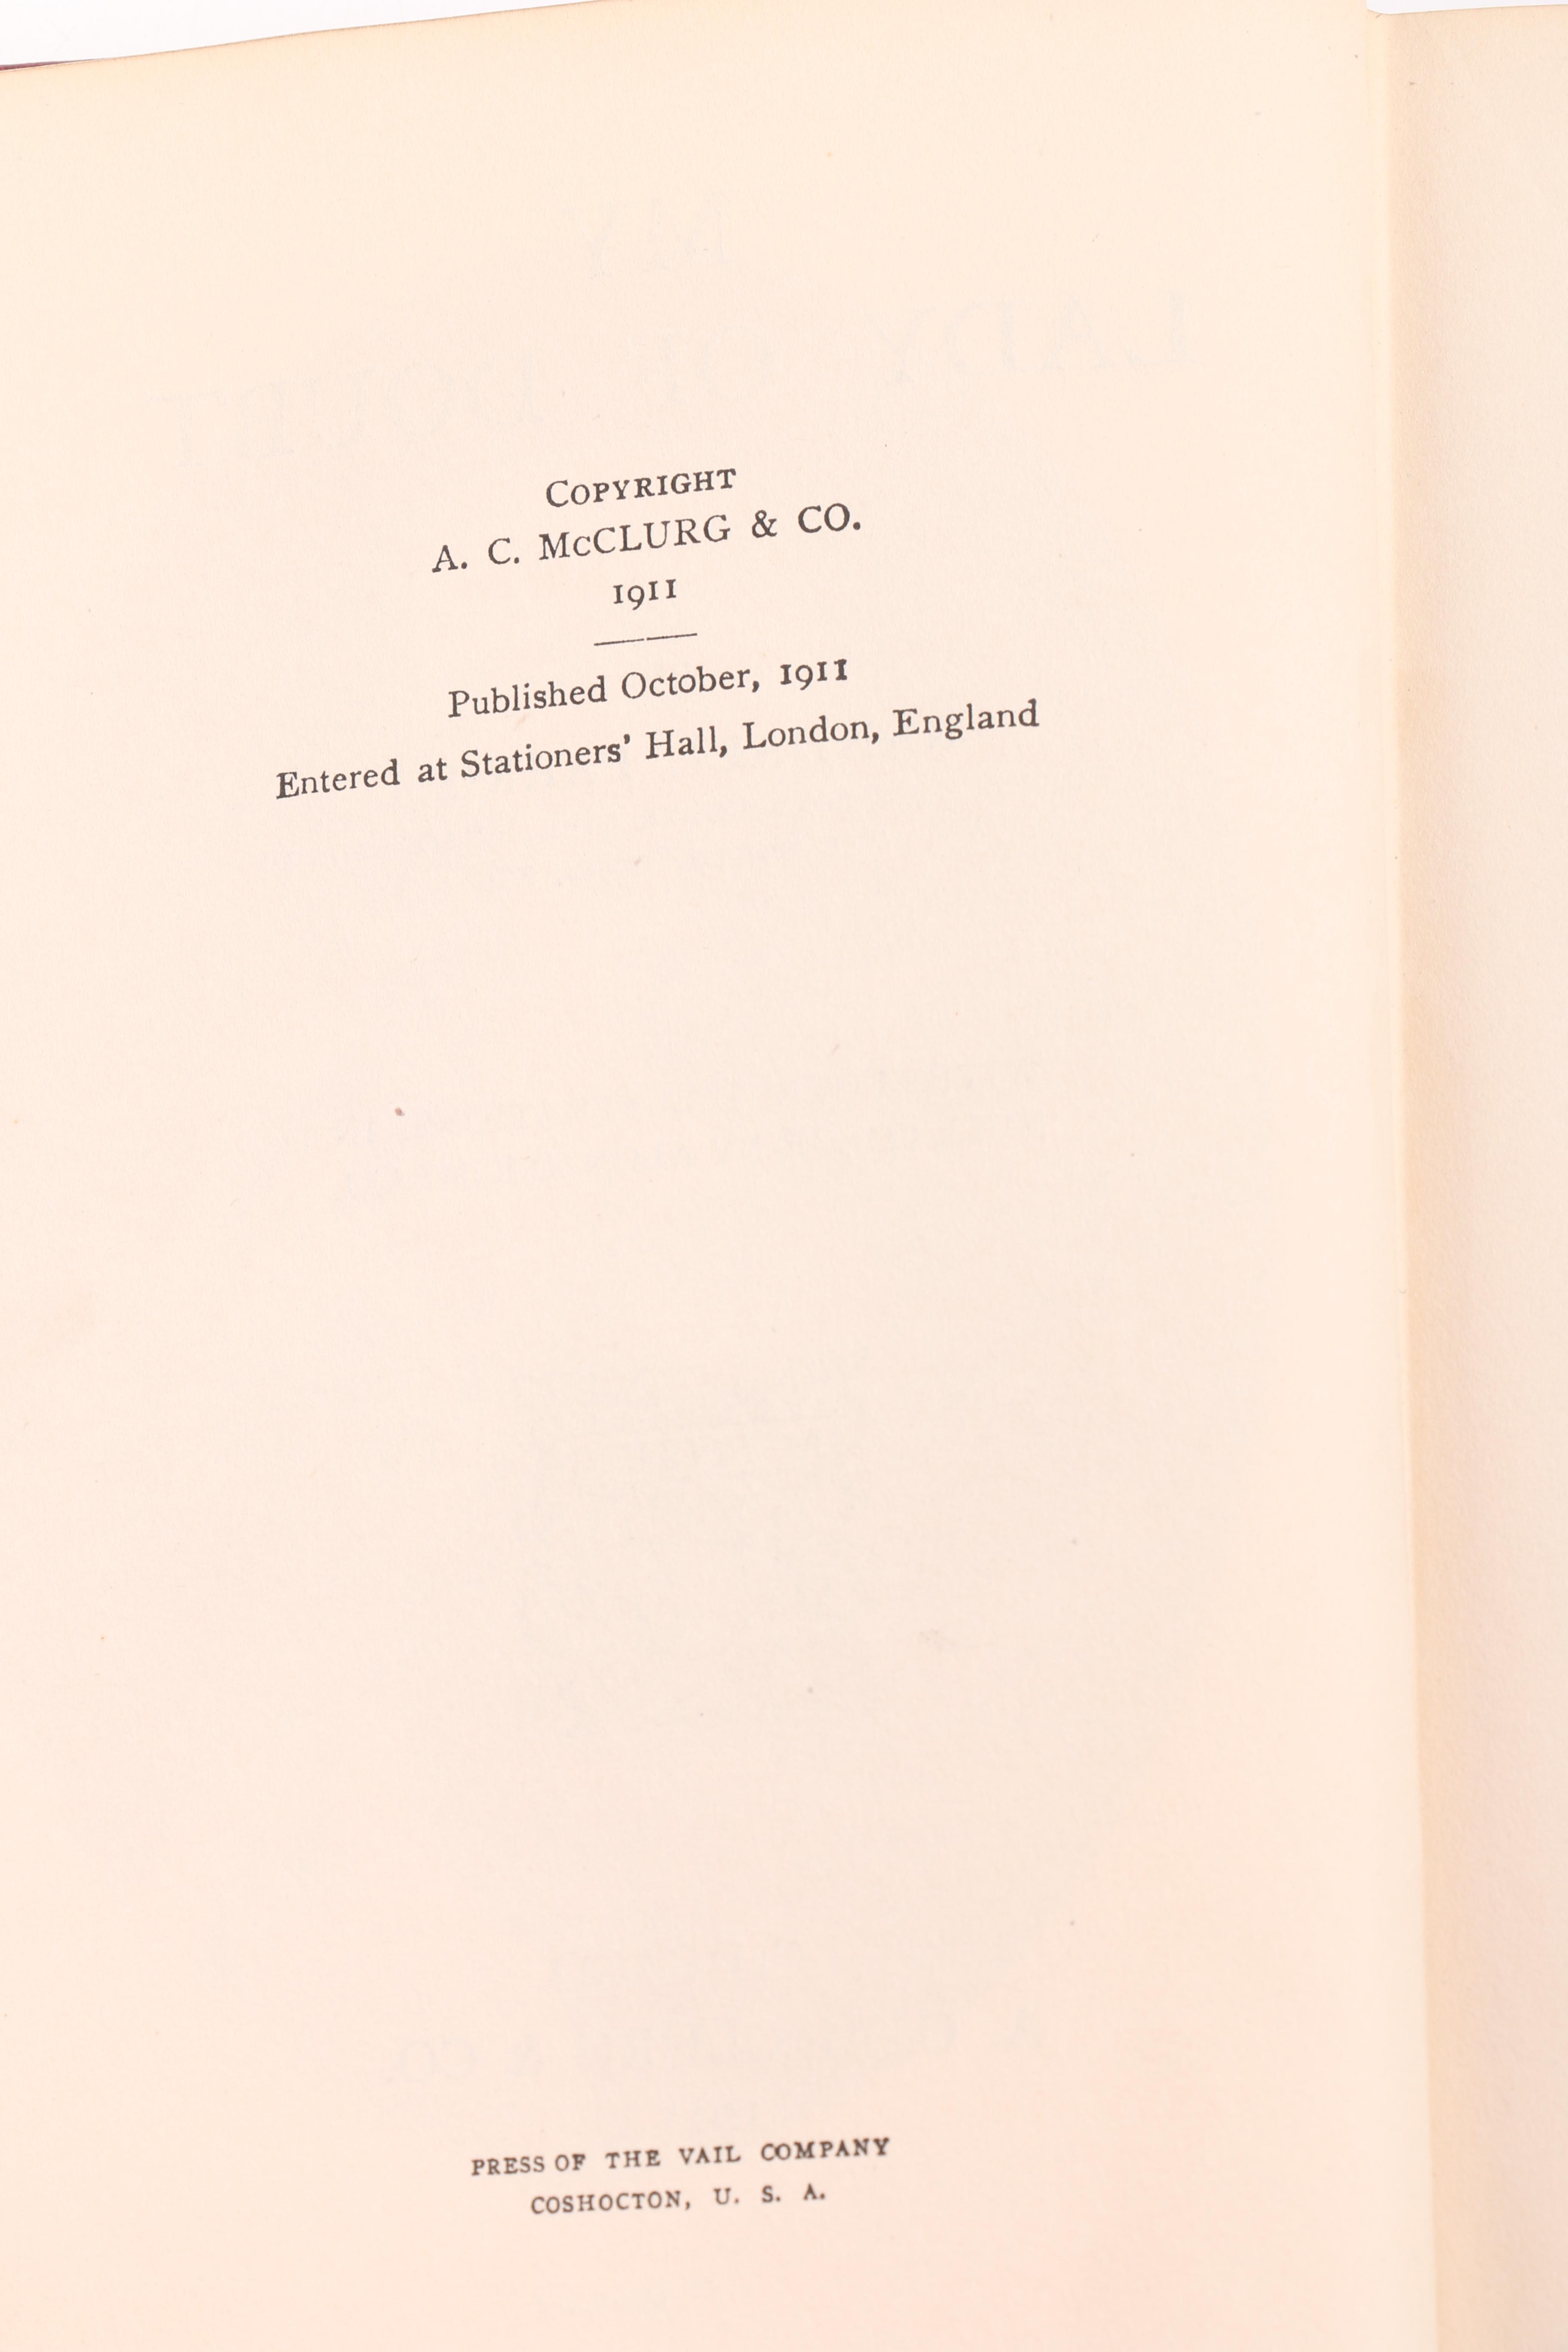 COPYRIGHT
A. C. McCLURG & CO.
1911
Published October, 1911
Entered at Stationers' Hall, London, England
PRESS OF THE VAIL COMPANY
COSHOCTON, U. S. A.